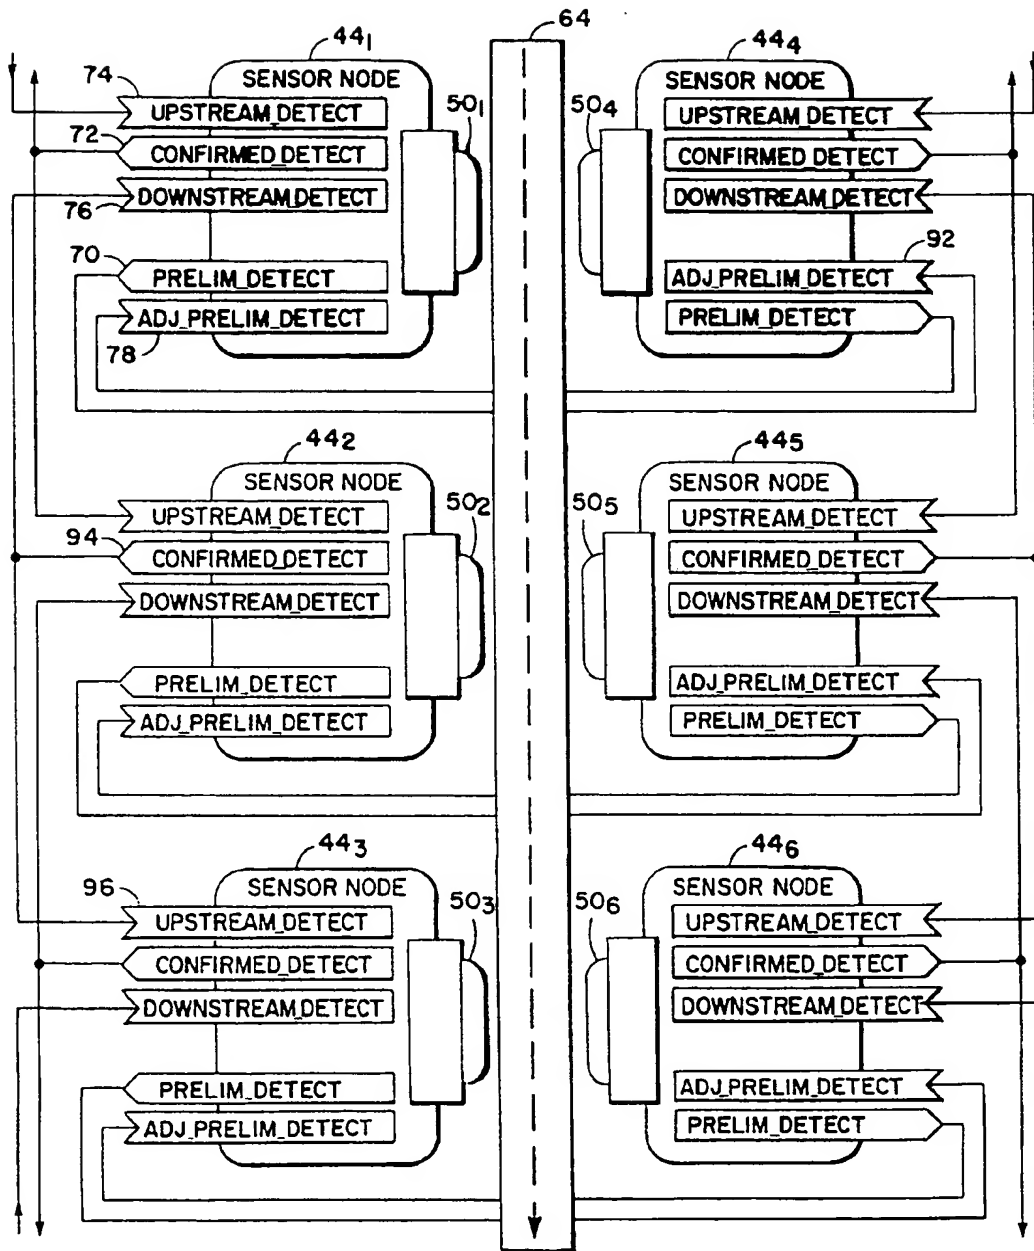 64
44₁
SENSOR NODE
74
UPSTREAM_DETECT
72
CONFIRMED_DETECT
76
DOWNSTREAM_DETECT
70
PRELIM_DETECT
ADJ_PRELIM_DETECT
78
50₁
44₄
SENSOR NODE
50₄
UPSTREAM_DETECT
CONFIRMED_DETECT
DOWNSTREAM_DETECT
92
ADJ_PRELIM_DETECT
PRELIM_DETECT
44₂
SENSOR NODE
UPSTREAM_DETECT
94
CONFIRMED_DETECT
DOWNSTREAM_DETECT
PRELIM_DETECT
ADJ_PRELIM_DETECT
50₂
44₅
SENSOR NODE
50₅
UPSTREAM_DETECT
CONFIRMED_DETECT
DOWNSTREAM_DETECT
ADJ_PRELIM_DETECT
PRELIM_DETECT
44₃
SENSOR NODE
96
UPSTREAM_DETECT
CONFIRMED_DETECT
DOWNSTREAM_DETECT
PRELIM_DETECT
ADJ_PRELIM_DETECT
50₃
44₆
SENSOR NODE
50₆
UPSTREAM_DETECT
CONFIRMED_DETECT
DOWNSTREAM_DETECT
ADJ_PRELIM_DETECT
PRELIM_DETECT